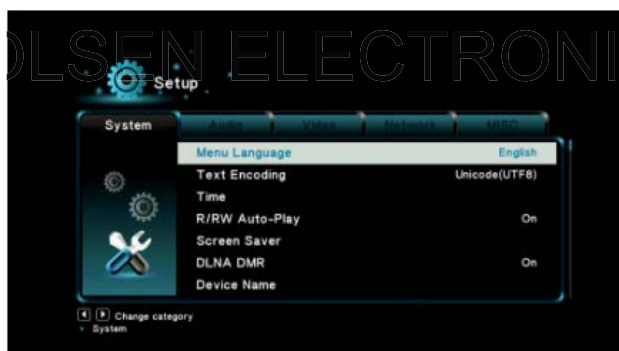 OLSEN ELECTRONI
Setup
System Audio Video Network MISC
Menu Language English
Text Encoding Unicode(UTF8)
Time
R/RW Auto-Play On
Screen Saver
DLNA DMR On
Device Name
Change category
System